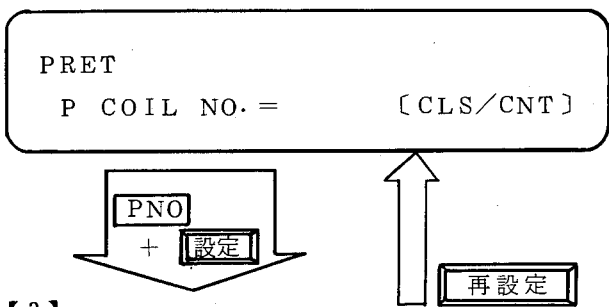 PRET
P COIL NO. = 〔CLS/CNT〕
PNO
+ 設定
再設定